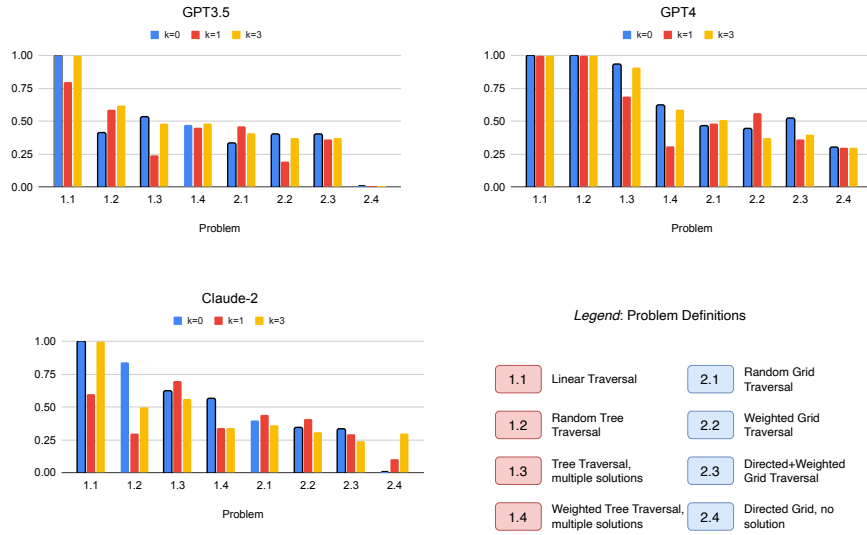 GPT3.5
k=0 k=1 k=3
1.00
0.75
0.50
0.25
0.00
1.1 1.2 1.3 1.4 2.1 2.2 2.3 2.4
Problem
GPT4
k=0 k=1 k=3
1.00
0.75
0.50
0.25
0.00
1.1 1.2 1.3 1.4 2.1 2.2 2.3 2.4
Problem
Claude-2
k=0 k=1 k=3
1.00
0.75
0.50
0.25
0.00
1.1 1.2 1.3 1.4 2.1 2.2 2.3 2.4
Problem
Legend: Problem Definitions
1.1 Linear Traversal
1.2 Random Tree
Traversal
1.3 Tree Traversal,
multiple solutions
1.4 Weighted Tree Traversal,
multiple solutions
2.1 Random Grid
Traversal
2.2 Weighted Grid
Traversal
2.3 Directed+Weighted
Grid Traversal
2.4 Directed Grid, no
solution